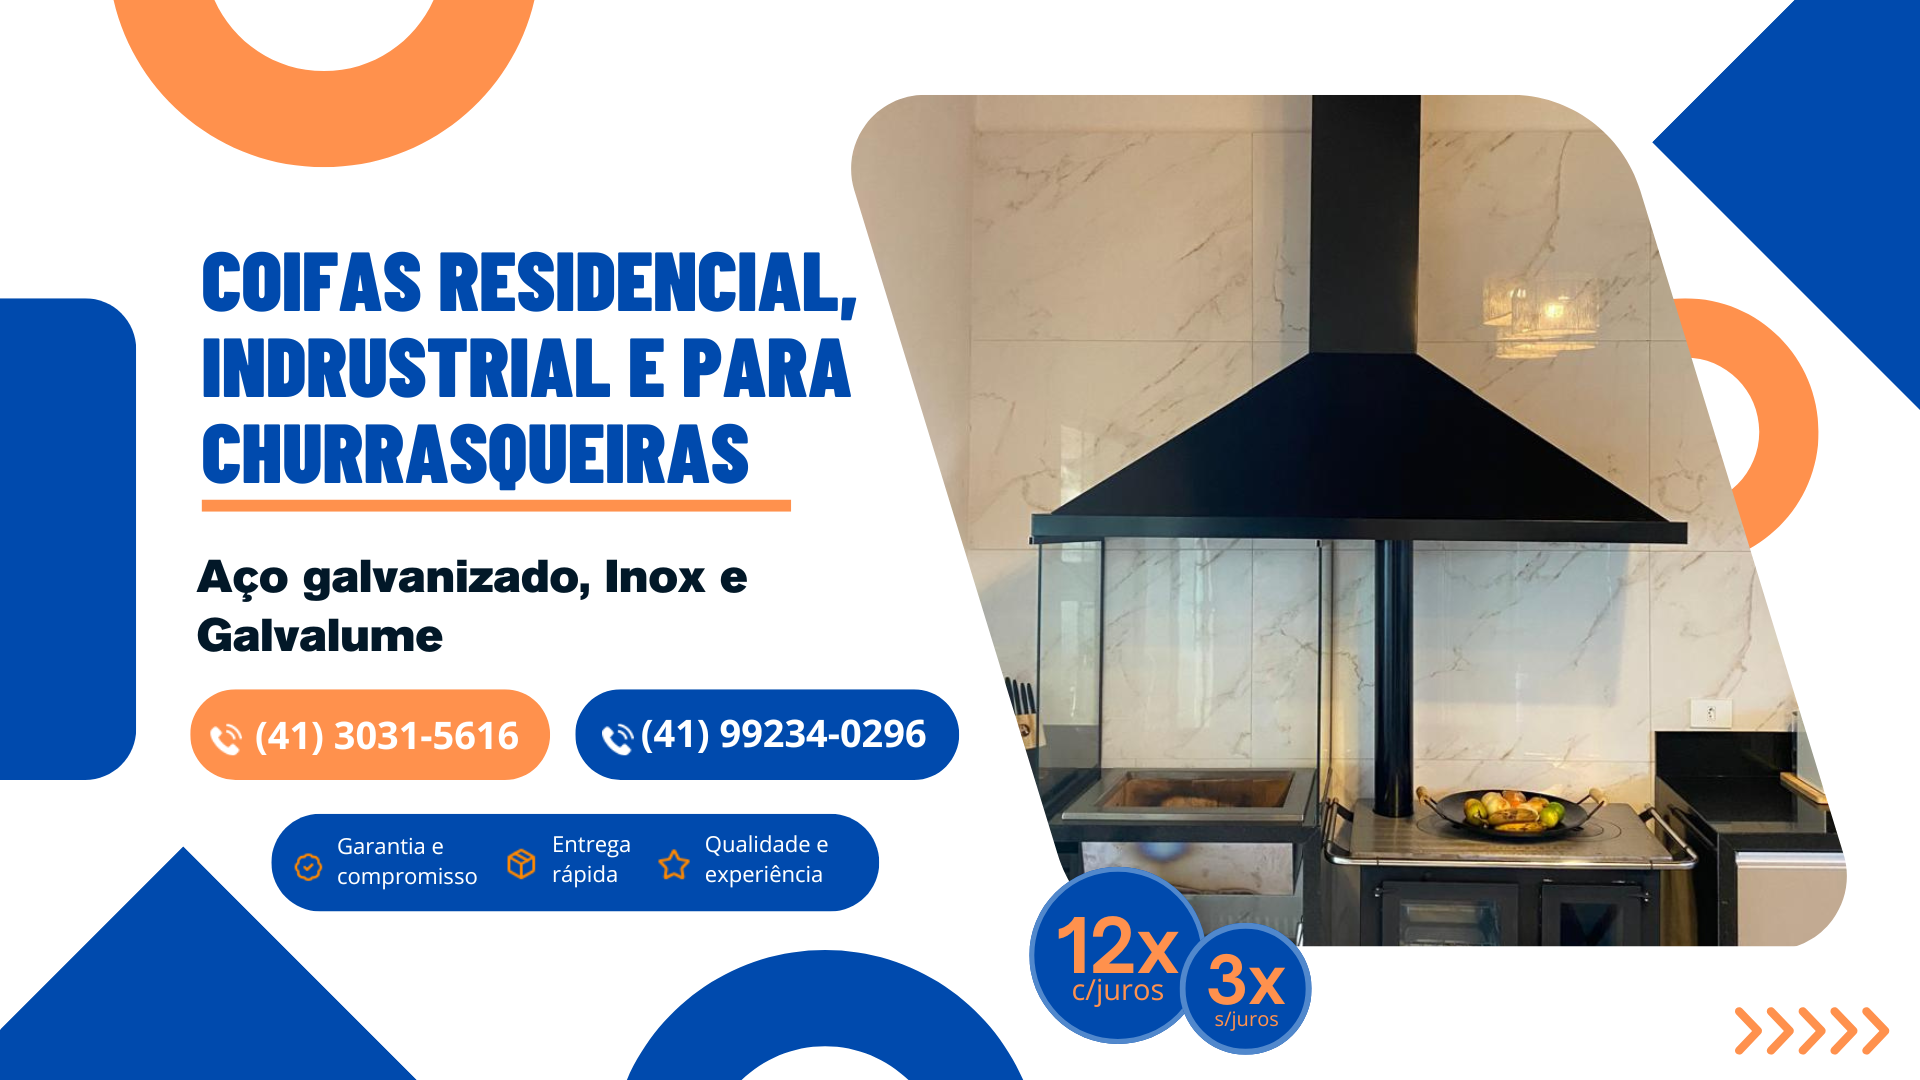 COIFAS RESIDENCIAL,
INDRUSTRIAL E PARA
CHURRASQUEIRAS
Aço galvanizado, Inox e
Galvalume
(41) 3031-5616
(41) 99234-0296
Garantia e
compromisso
Entrega
rápida
Qualidade e
experiência
12x
c/juros
3x
s/juros